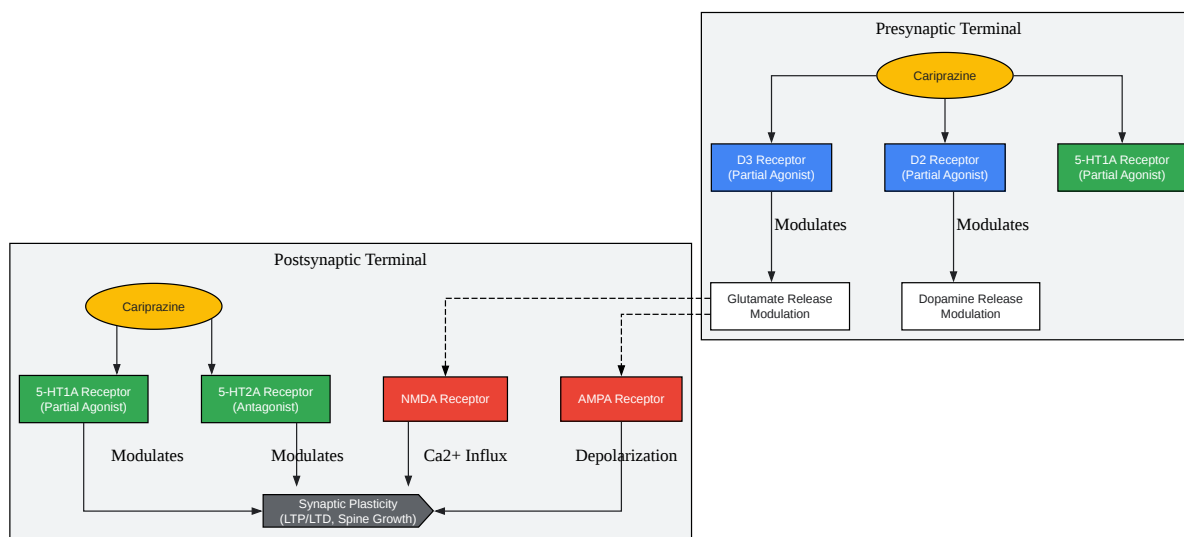 Presynaptic Terminal
Cariprazine
D3 Receptor
(Partial Agonist)
D2 Receptor
(Partial Agonist)
5-HT1A Receptor
(Partial Agonist)
Modulates
Modulates
Glutamate Release
Modulation
Dopamine Release
Modulation
Postsynaptic Terminal
Cariprazine
5-HT1A Receptor
(Partial Agonist)
5-HT2A Receptor
(Antagonist)
NMDA Receptor
AMPA Receptor
Modulates
Modulates
Ca2+ Influx
Depolarization
Synaptic Plasticity
(LTP/LTD, Spine Growth)